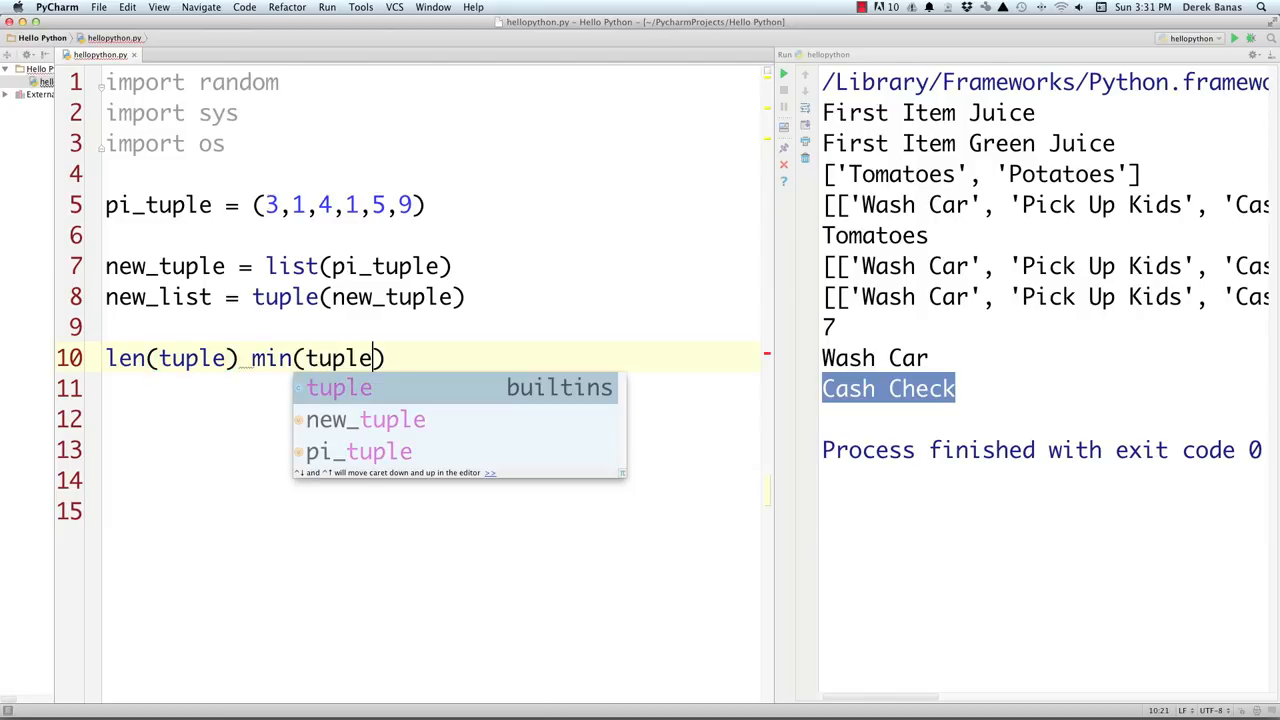 PyCharm File Edit View Navigate Code Refactor Run Tools VCS Window Help 10 Derek Banas Sun 3:31 PM
hellopython.py - Hello Python - [~/PycharmProjects/Hello Python]
Hello Python hellopython.py hellopython
hellopython.py × Run hellopython
Hello P
hell
Extern
1 import random
2 import sys
3 import os
4
5 pi_tuple = (3,1,4,1,5,9)
6
7 new_tuple = list(pi_tuple)
8 new_list = tuple(new_tuple)
9
10 len(tuple) min(tuple)
11
12
13
14
15
tuple builtins
new_tuple
pi_tuple
^↓ and ^↑ will move caret down and up in the editor >>
/Library/Frameworks/Python.framewo
First Item Juice
First Item Green Juice
['Tomatoes', 'Potatoes']
[['Wash Car', 'Pick Up Kids', 'Cas
Tomatoes
[['Wash Car', 'Pick Up Kids', 'Cas
[['Wash Car', 'Pick Up Kids', 'Cas
7
Wash Car
Cash Check
Process finished with exit code 0
10:21 LF UTF-8